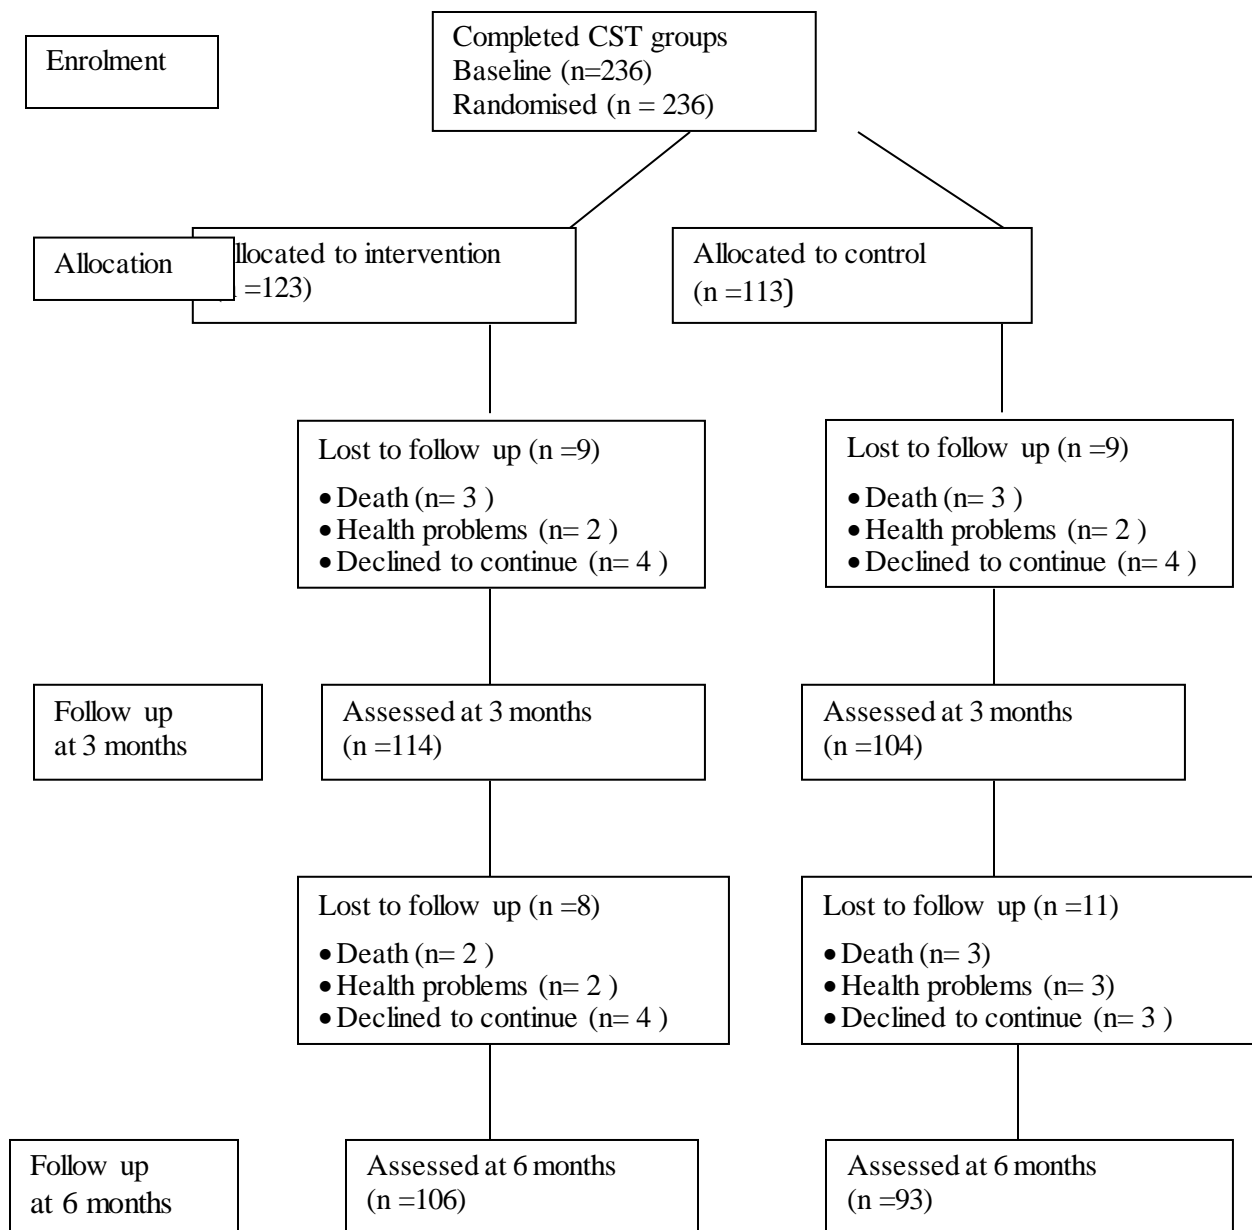 Enrolment
Completed CST groups
Baseline (n=236)
Randomised (n = 236)
Allocation
llocated to intervention
n =123)
Allocated to control
(n =113)
Lost to follow up (n =9)
• Death (n= 3 )
• Health problems (n= 2 )
• Declined to continue (n= 4 )
Lost to follow up (n =9)
• Death (n= 3 )
• Health problems (n= 2 )
• Declined to continue (n= 4 )
Follow up
at 3 months
Assessed at 3 months
(n =114)
Assessed at 3 months
(n =104)
Lost to follow up (n =8)
• Death (n= 2 )
• Health problems (n= 2 )
• Declined to continue (n= 4 )
Lost to follow up (n =11)
• Death (n= 3)
• Health problems (n= 3)
• Declined to continue (n= 3 )
Follow up
at 6 months
Assessed at 6 months
(n =106)
Assessed at 6 months
(n =93)